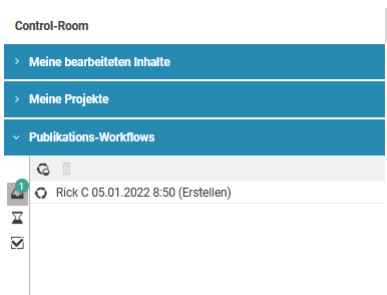 Control-Room
Meine bearbeiteten Inhalte
Meine Projekte
Publikations-Workflows
1
Rick C 05.01.2022 8:50 (Erstellen)